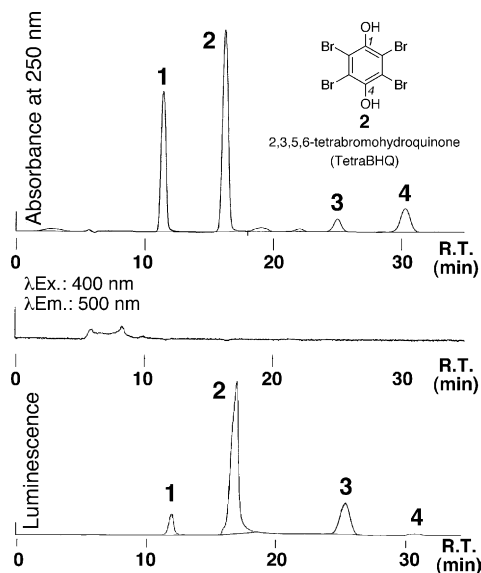 Absorbance at 250 nm
1
2
3
4
OH
1
Br
Br
Br
Br
4
OH
2
2,3,5,6-tetrabromohydroquinone
(TetraBHQ)
0
10
20
30
R.T.
(min)
λEx.: 400 nm
λEm.: 500 nm
0
10
20
30
R.T.
(min)
Luminescence
1
2
3
4
0
10
20
30
R.T.
(min)